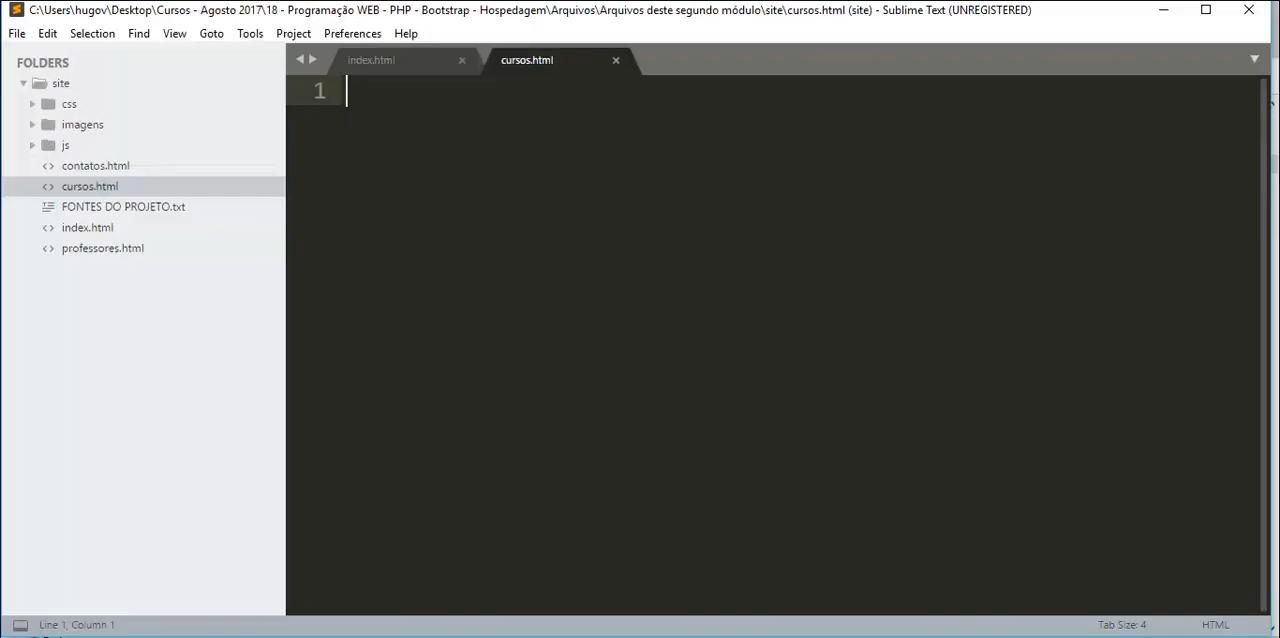 C:\Users\hugov\Desktop\Cursos - Agosto 2017\18 - Programação WEB - PHP - Bootstrap - Hospedagem\Arquivos\Arquivos deste segundo módulo\site\cursos.html (site) - Sublime Text (UNREGISTERED)
File Edit Selection Find View Goto Tools Project Preferences Help
FOLDERS
site
css
imagens
js
contatos.html
cursos.html
FONTES DO PROJETO.txt
index.html
professores.html
index.html cursos.html
1
Line 1, Column 1 Tab Size: 4 HTML